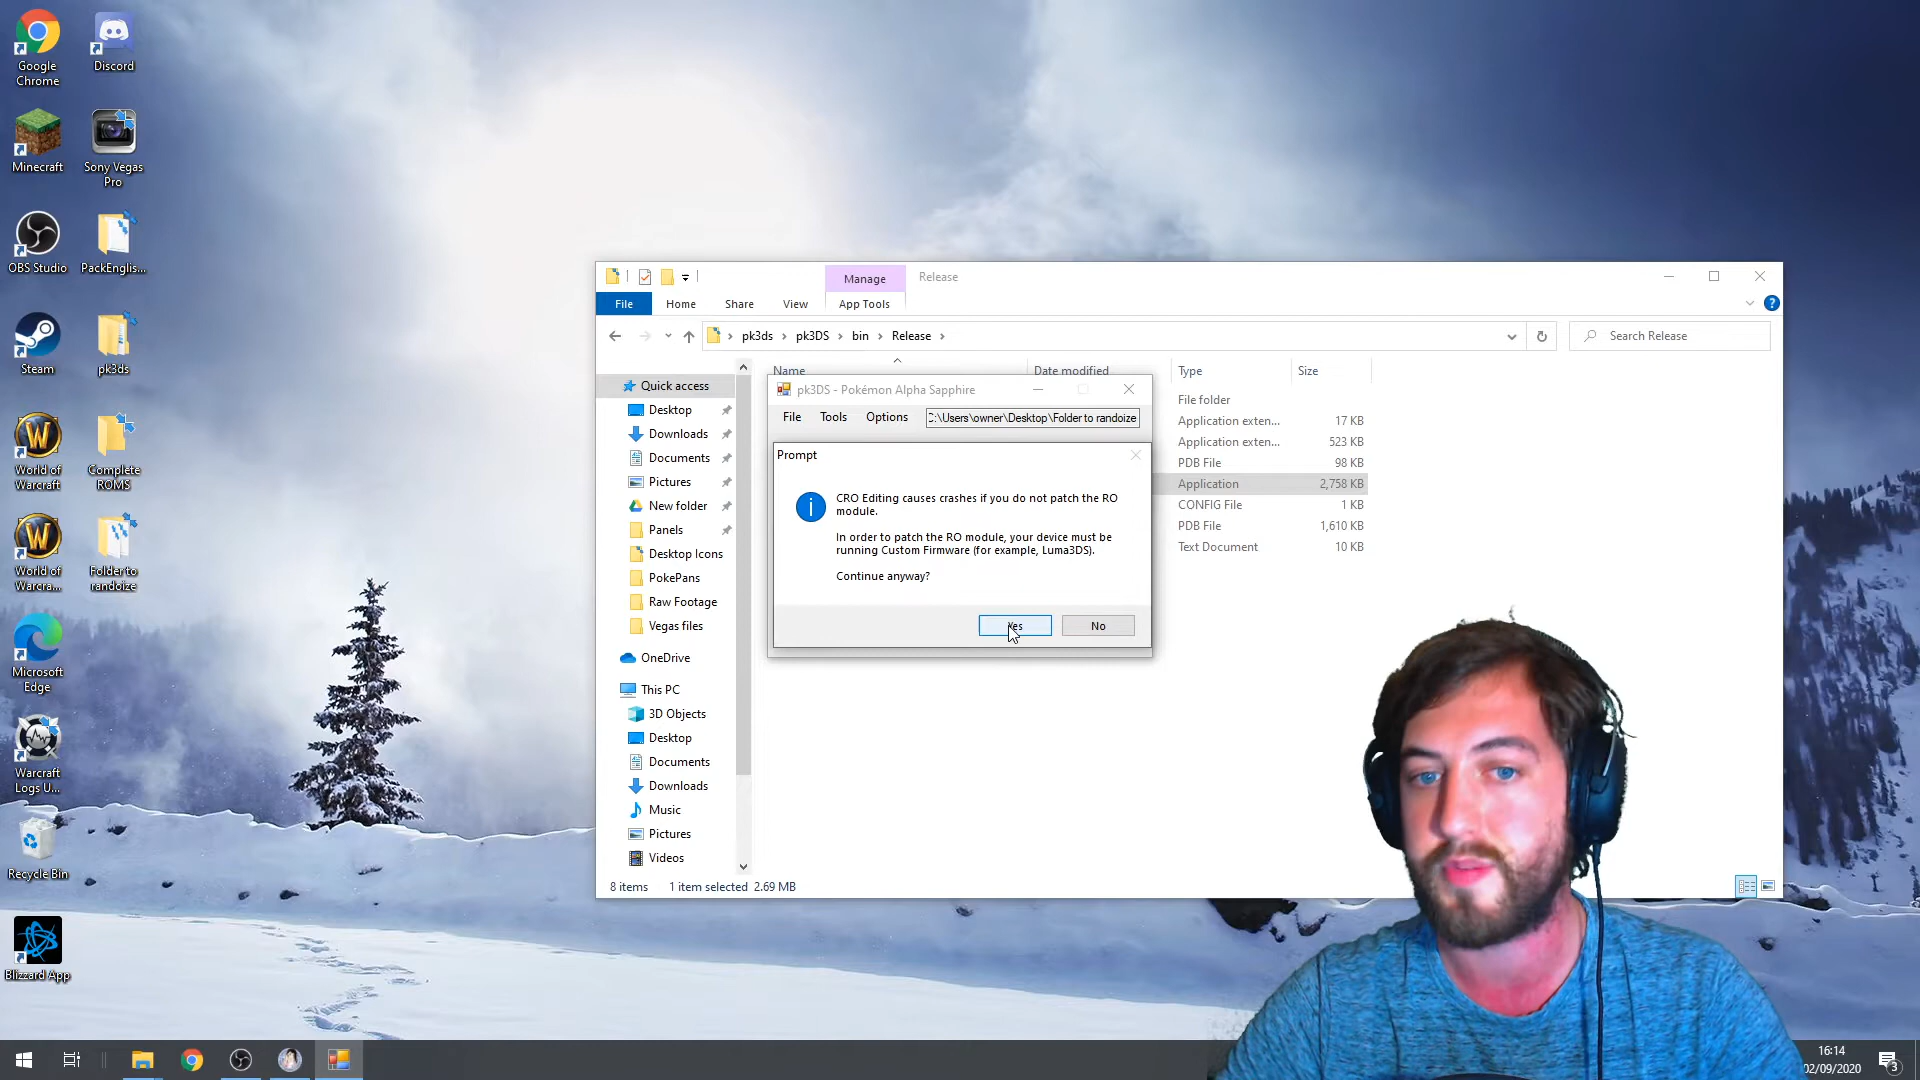 Google
Chrome
Discord
Minecraft
Sony Vegas
Pro
OBS Studio
PackEnglis...
Steam
pk3ds
World of
Warcraft
Complete
ROMS
World of
Warcra...
Folder to
randoize
Microsoft
Edge
Warcraft
Logs U...
Recycle Bin
Blizzard App
Manage
Release
File
Home
Share
View
App Tools
pk3ds
pk3DS
bin
Release
Search Release
Name
Date modified
Type
Size
Quick access
Desktop
Downloads
Documents
Pictures
New folder
Panels
Desktop Icons
PokePans
Raw Footage
Vegas files
OneDrive
This PC
3D Objects
Desktop
Documents
Downloads
Music
Pictures
Videos
File folder
Application exten... 17 KB
Application exten... 523 KB
PDB File 98 KB
Application 2,758 KB
CONFIG File 1 KB
PDB File 1,610 KB
Text Document 10 KB
pk3DS - Pokémon Alpha Sapphire
File
Tools
Options
C:\Users\owner\Desktop\Folder to randoize
Prompt
CRO Editing causes crashes if you do not patch the RO
module.
In order to patch the RO module, your device must be
running Custom Firmware (for example, Luma3DS).
Continue anyway?
Yes
No
8 items
1 item selected 2.69 MB
16:14
02/09/2020
3